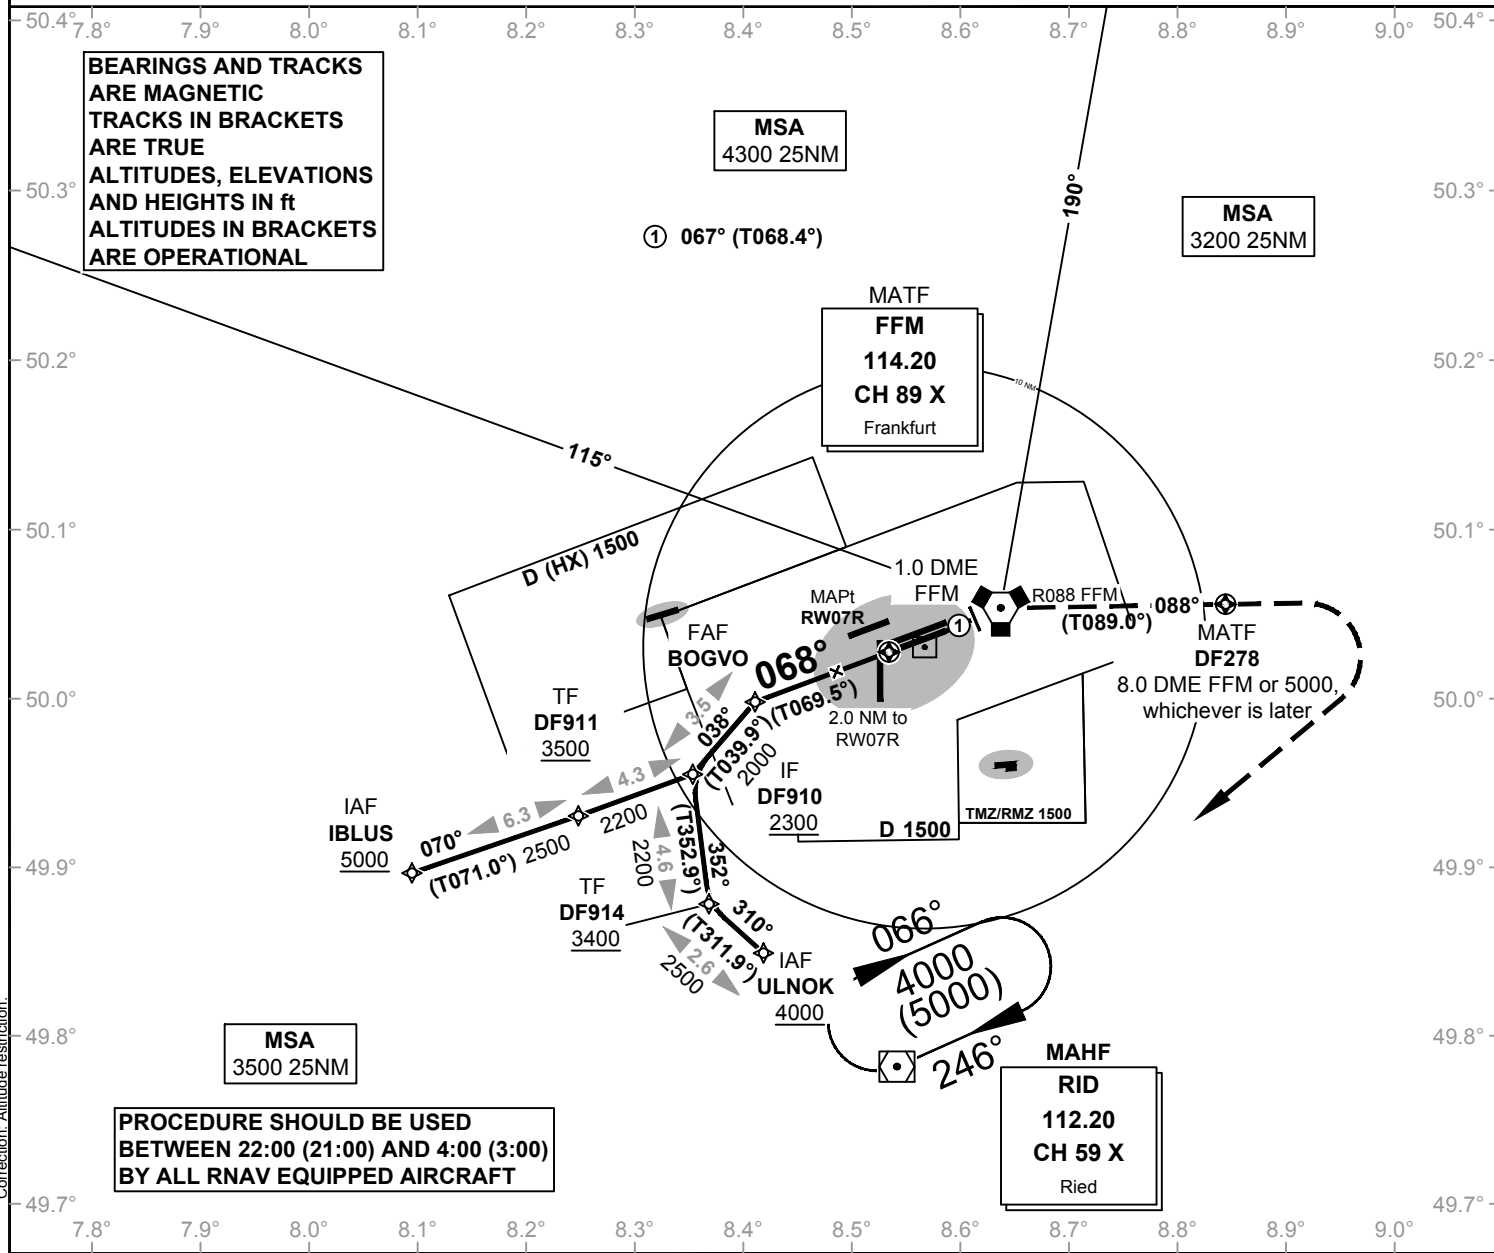 50.4°
7.8° 7.9° 8.0° 8.1° 8.2° 8.3° 8.4° 8.5° 8.6° 8.7° 8.8° 8.9° 9.0°
50.4°
BEARINGS AND TRACKS
ARE MAGNETIC
TRACKS IN BRACKETS
ARE TRUE
ALTITUDES, ELEVATIONS
AND HEIGHTS IN ft
ALTITUDES IN BRACKETS
ARE OPERATIONAL
MSA
4300 25NM
50.3°
190°
50.3°
MSA
3200 25NM
1 067° (T068.4°)
MATF
FFM
114.20
CH 89 X
Frankfurt
50.2°
10 NM
50.2°
115°
50.1°
50.1°
D (HX) 1500
1.0 DME
FFM
MAPt
RW07R
1
R088 FFM
088°
(T089.0°)
MATF
DF278
8.0 DME FFM or 5000,
whichever is later
FAF
BOGVO
068°
(T069.5°)
2.0 NM to
RW07R
50.0°
50.0°
TF
DF911
3500
3.5
038°
(T039.9°)
2000
IF
DF910
2300
4.3
2200
6.3
IAF
IBLUS
5000
070°
(T071.0°)
2500
D 1500
TMZ/RMZ 1500
49.9°
49.9°
4.6
2200
(T352.9°)
352°
TF
DF914
3400
310°
(T311.9°)
2.6
2500
IAF
ULNOK
4000
066°
4000
(5000)
246°
49.8°
49.8°
MSA
3500 25NM
MAHF
RID
112.20
CH 59 X
Ried
PROCEDURE SHOULD BE USED
BETWEEN 22:00 (21:00) AND 4:00 (3:00)
BY ALL RNAV EQUIPPED AIRCRAFT
Correction: Altitude restriction.
49.7°
49.7°
7.8° 7.9° 8.0° 8.1° 8.2° 8.3° 8.4° 8.5° 8.6° 8.7° 8.8° 8.9° 9.0°